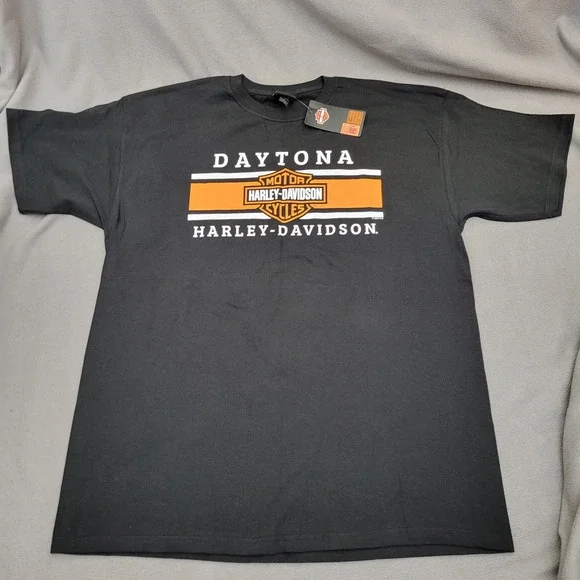 DAYTONA
MOTOR
HARLEY-DAVIDSON
CYCLES
HARLEY-DAVIDSON.